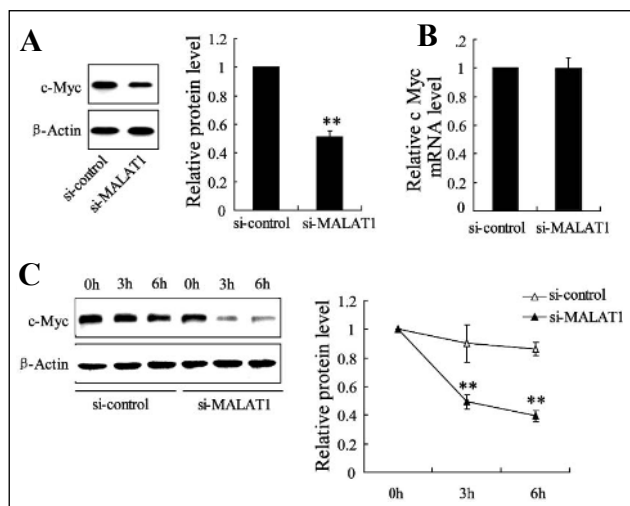 A
c-Myc
β-Actin
si-control
si-MALAT1
Relative protein level
1.2
1
0.8
0.6
0.4
0.2
0
**
si-control
si-MALAT1
B
Relative c Myc
mRNA level
.2
1
0.8
0.6
0.4
0.2
0
si-control
si-MALAT1
C
0h 3h 6h 0h 3h 6h
c-Myc
β-Actin
si-control si-MALAT1
si-control
si-MALAT1
Relative protein level
1.2
1
0.8
0.6
0.4
0.2
0
**
**
0h 3h 6h